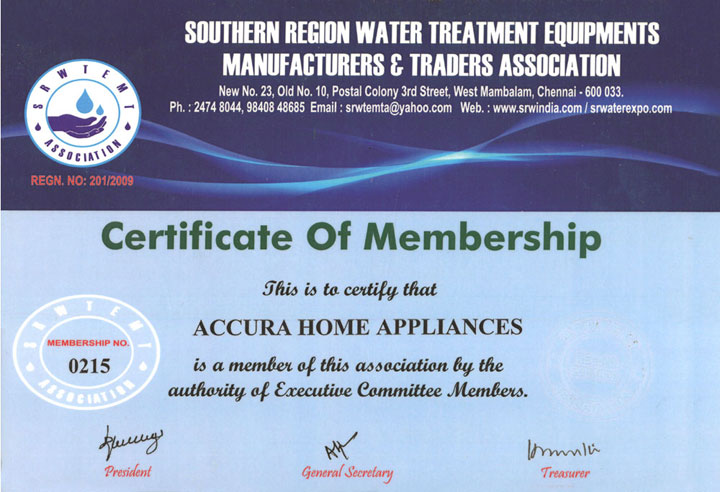 SOUTHERN REGION WATER TREATMENT EQUIPMENTS
MANUFACTURERS & TRADERS ASSOCIATION
New No. 23, Old No. 10, Postal Colony 3rd Street, West Mambalam, Chennai - 600 033.
Ph. : 2474 8044, 98408 48685 Email : srwtemta@yahoo.com Web. : www.srwindia.com / srwaterexpo.com
SRWTEMT
ASSOCIATION
REGN. NO: 201/2009
Certificate Of Membership
This is to certify that
ACCURA HOME APPLIANCES
is a member of this association by the
authority of Executive Committee Members.
SRWTEMT
MEMBERSHIP NO.
0215
ASSOCIATION
President
General Secretary
Treasurer